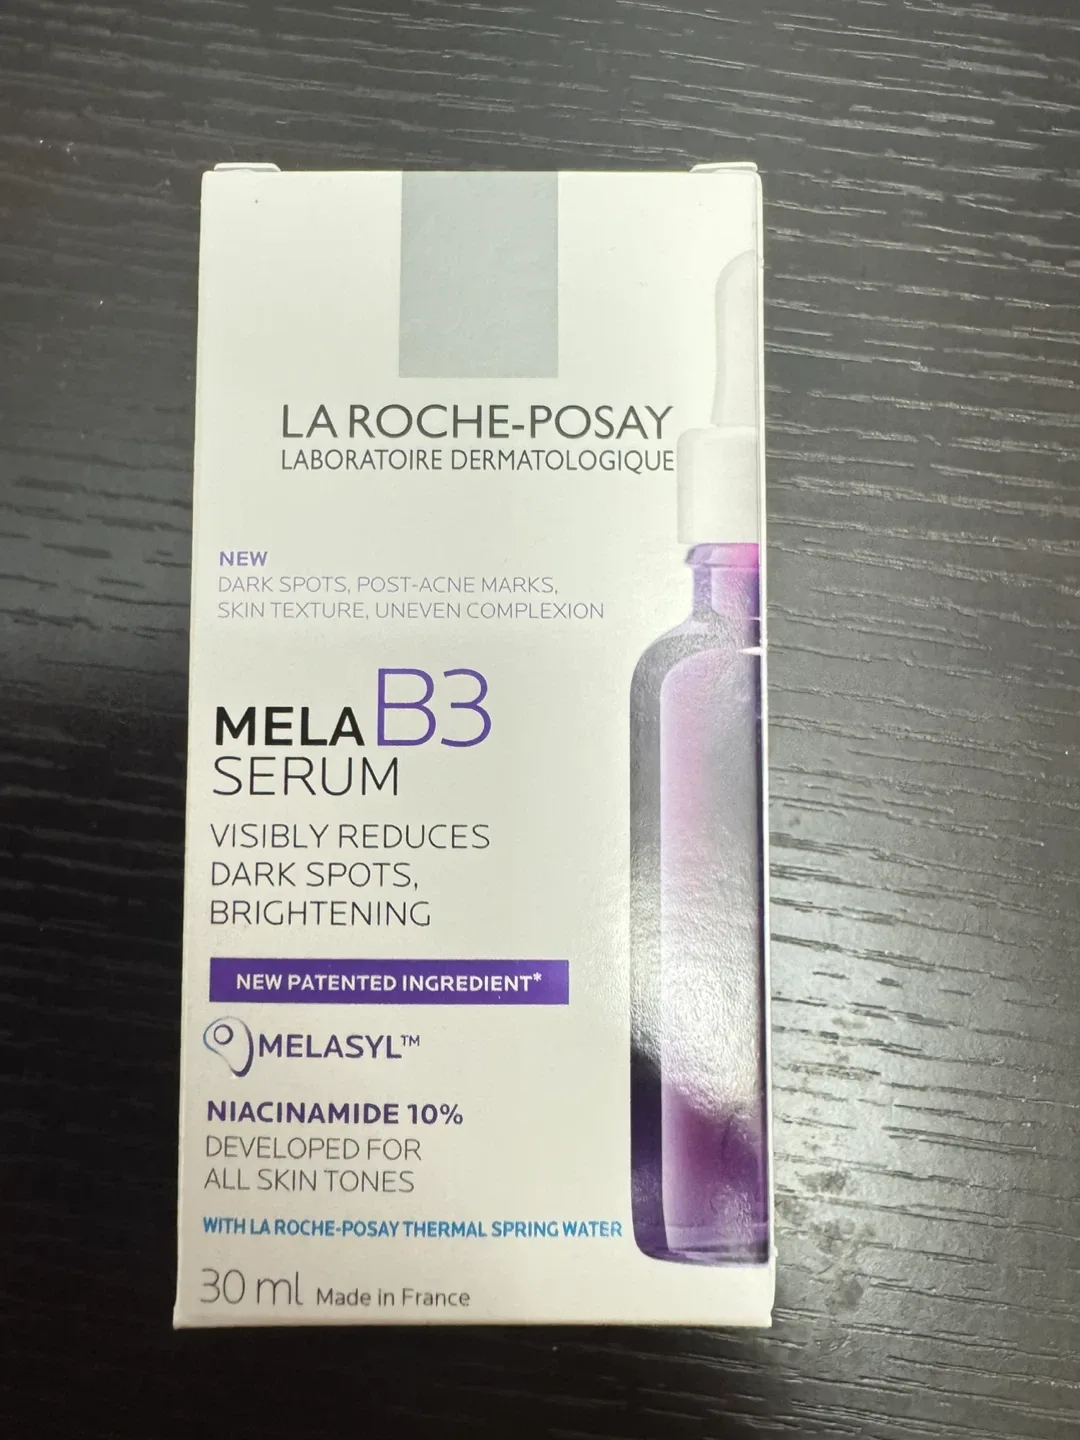 LA ROCHE-POSAY
LABORATOIRE DERMATOLOGIQUE
NEW
DARK SPOTS, POST-ACNE MARKS,
SKIN TEXTURE, UNEVEN COMPLEXION
MELA B3
SERUM
VISIBLY REDUCES
DARK SPOTS,
BRIGHTENING
NEW PATENTED INGREDIENT*
MELASYL™
NIACINAMIDE 10%
DEVELOPED FOR
ALL SKIN TONES
WITH LA ROCHE-POSAY THERMAL SPRING WATER
30 ml Made in France